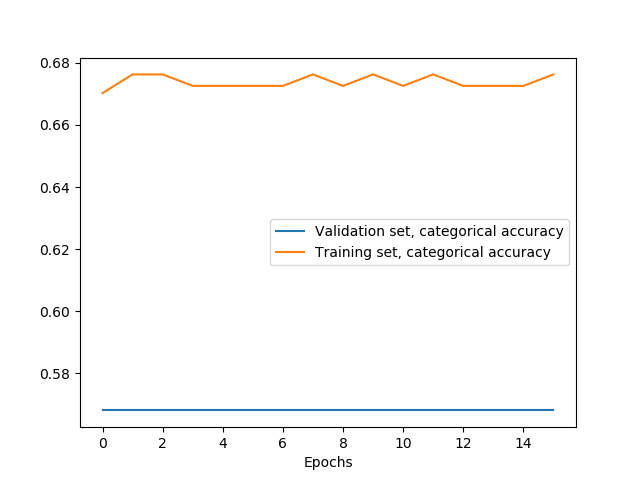 0.68
0.66
0.64
0.62
0.60
0.58
Validation set, categorical accuracy
Training set, categorical accuracy
0 2 4 6 8 10 12 14
Epochs